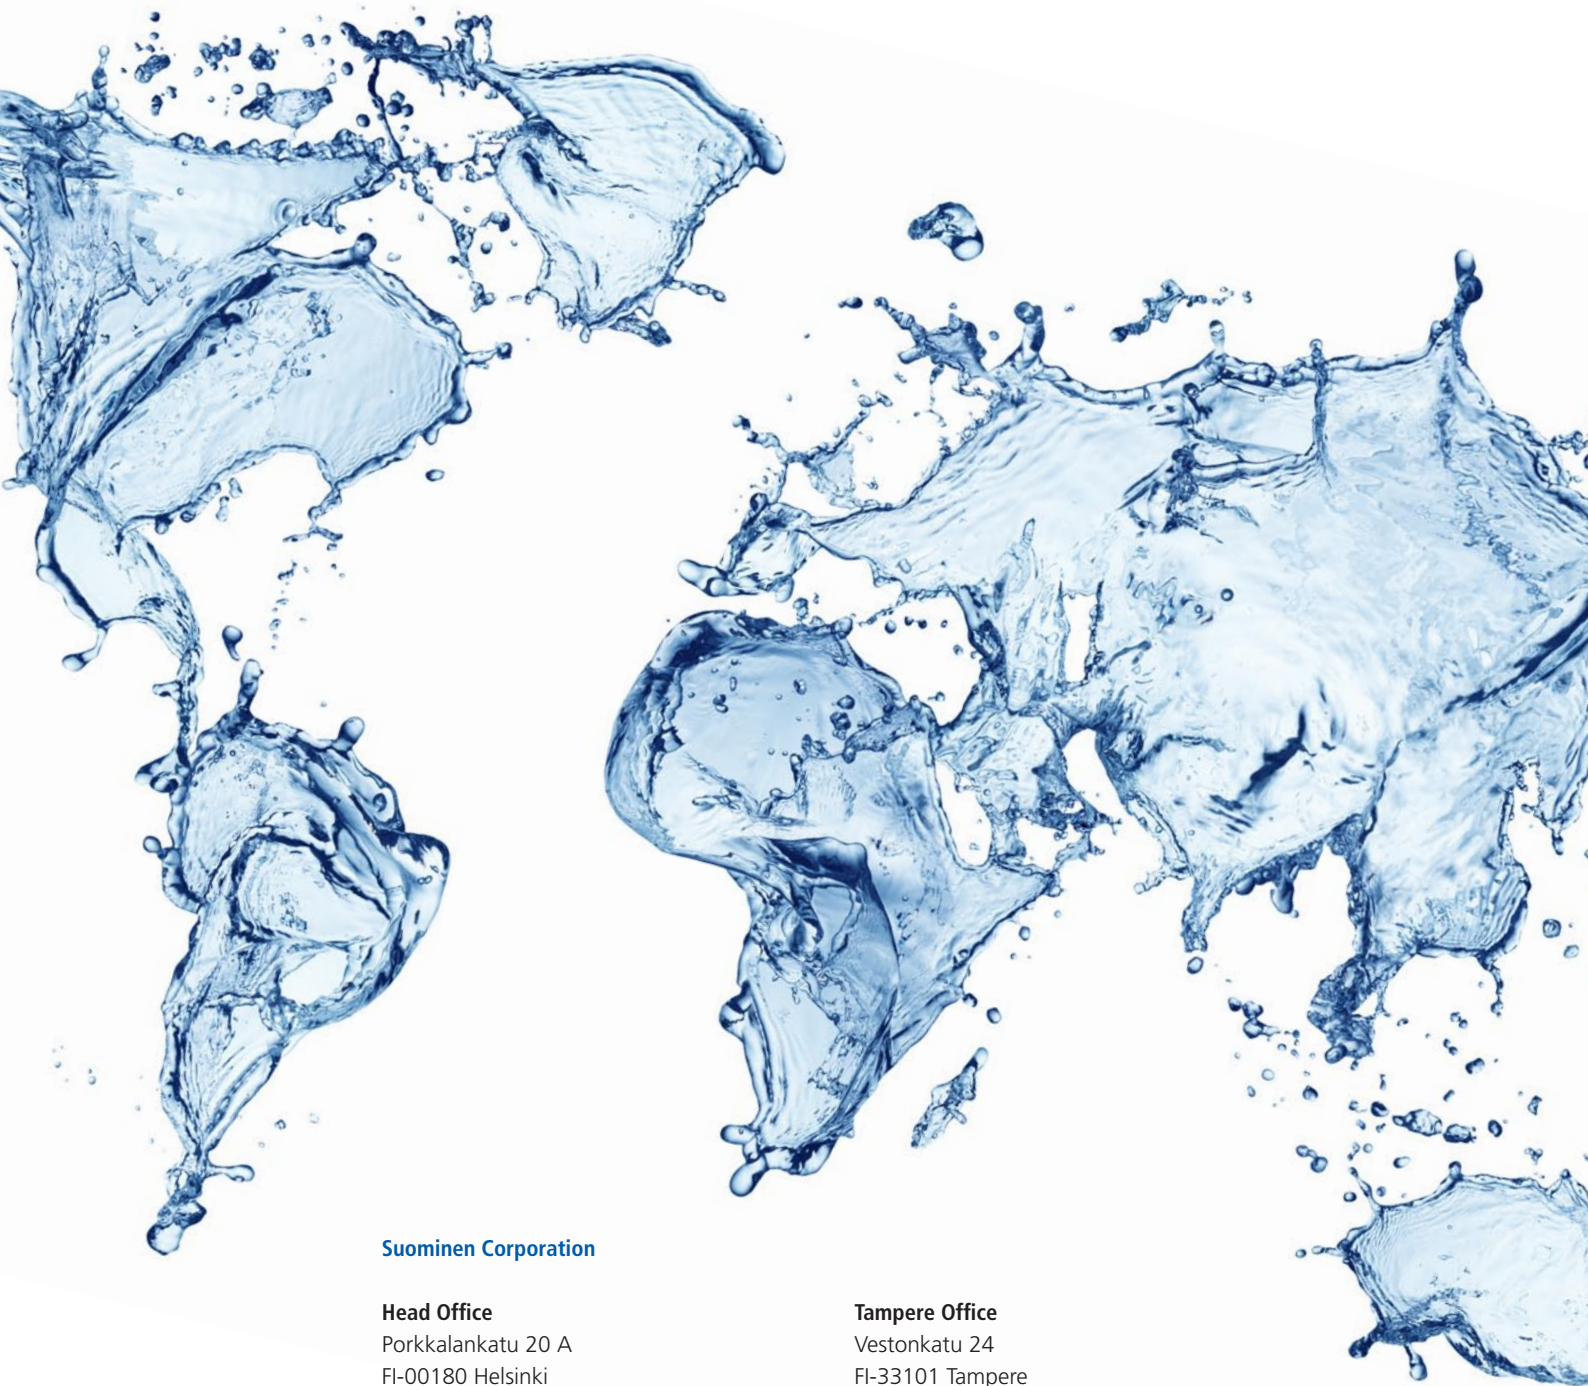 Suominen Corporation
Head Office
Porkkalankatu 20 A
FI-00180 Helsinki
Tampere Office
Vestonkatu 24
FI-33101 Tampere